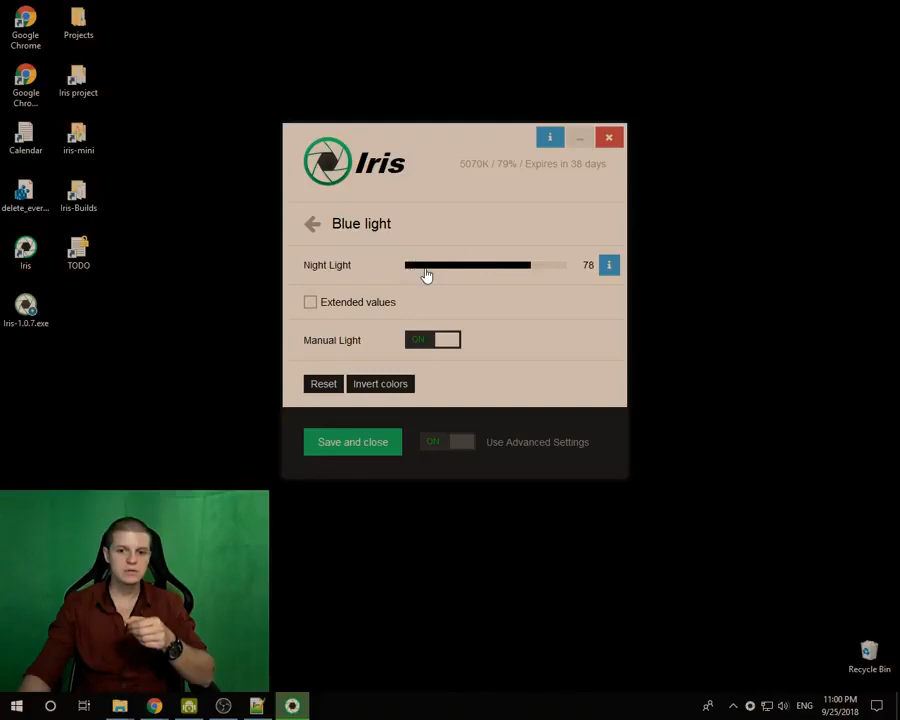 Google
Chrome
Projects
Google
Chro...
Iris project
Calendar
iris-mini
delete_ever...
Iris-Builds
Iris
TODO
Iris-1.0.7.exe
i
Iris
5070K / 79% / Expires in 38 days
Blue light
Night Light
78
i
Extended values
Manual Light
ON
Reset
Invert colors
Save and close
ON
Use Advanced Settings
Recycle Bin
ENG
11:00 PM
9/25/2018